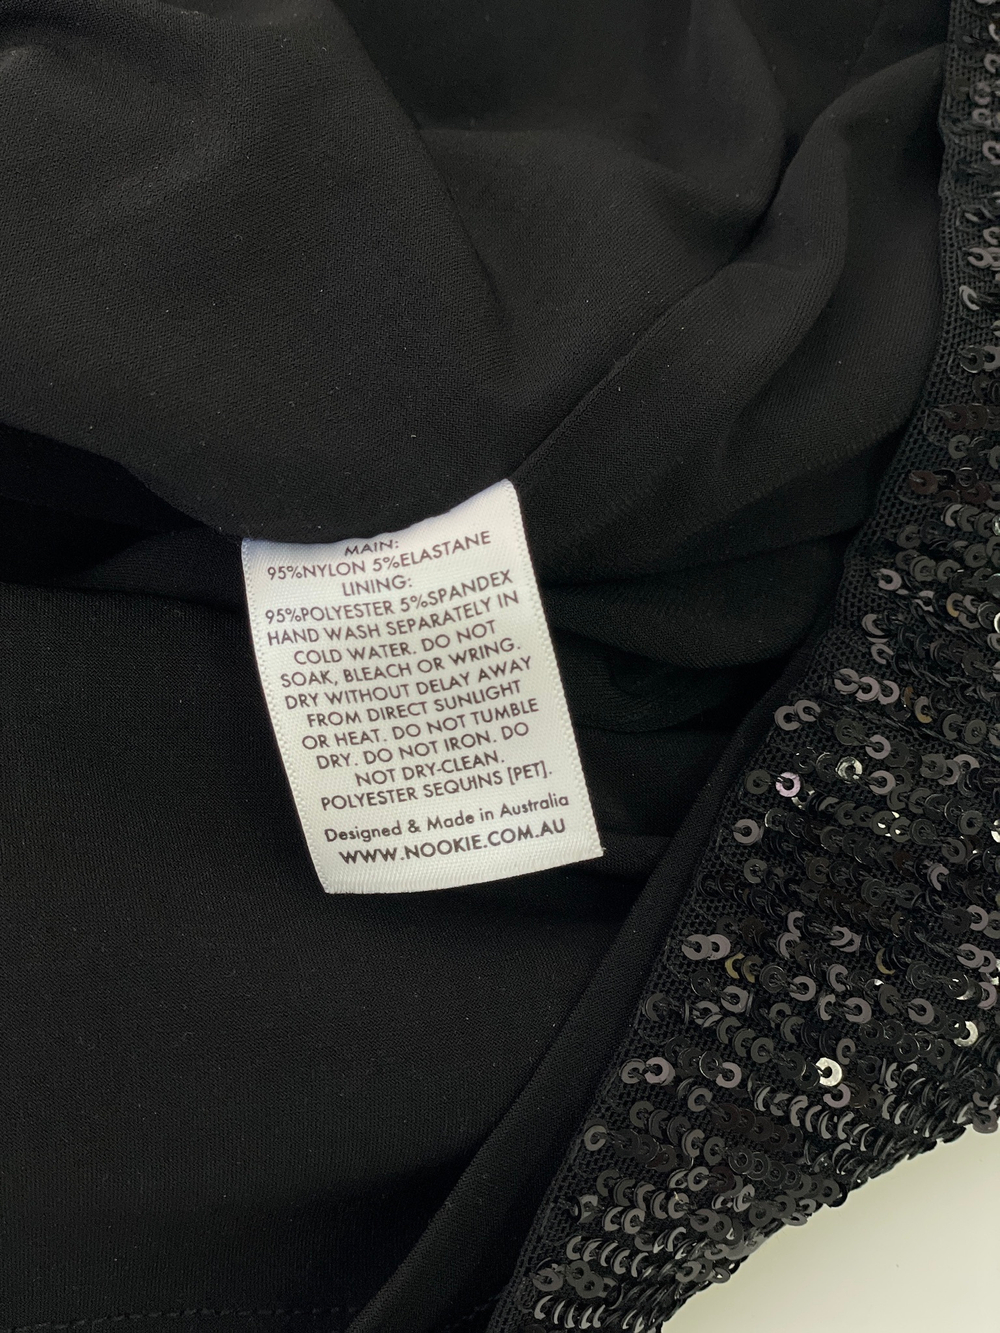 MAIN:
95%NYLON 5%ELASTANE
LINING:
95%POLYESTER 5%SPANDEX
HAND WASH SEPARATELY IN
COLD WATER. DO NOT
SOAK, BLEACH OR WRING.
DRY WITHOUT DELAY AWAY
FROM DIRECT SUNLIGHT
OR HEAT. DO NOT TUMBLE
DRY. DO NOT IRON. DO
NOT DRY-CLEAN.
POLYESTER SEQUINS [PET].
Designed & Made in Australia
WWW.NOOKIE.COM.AU